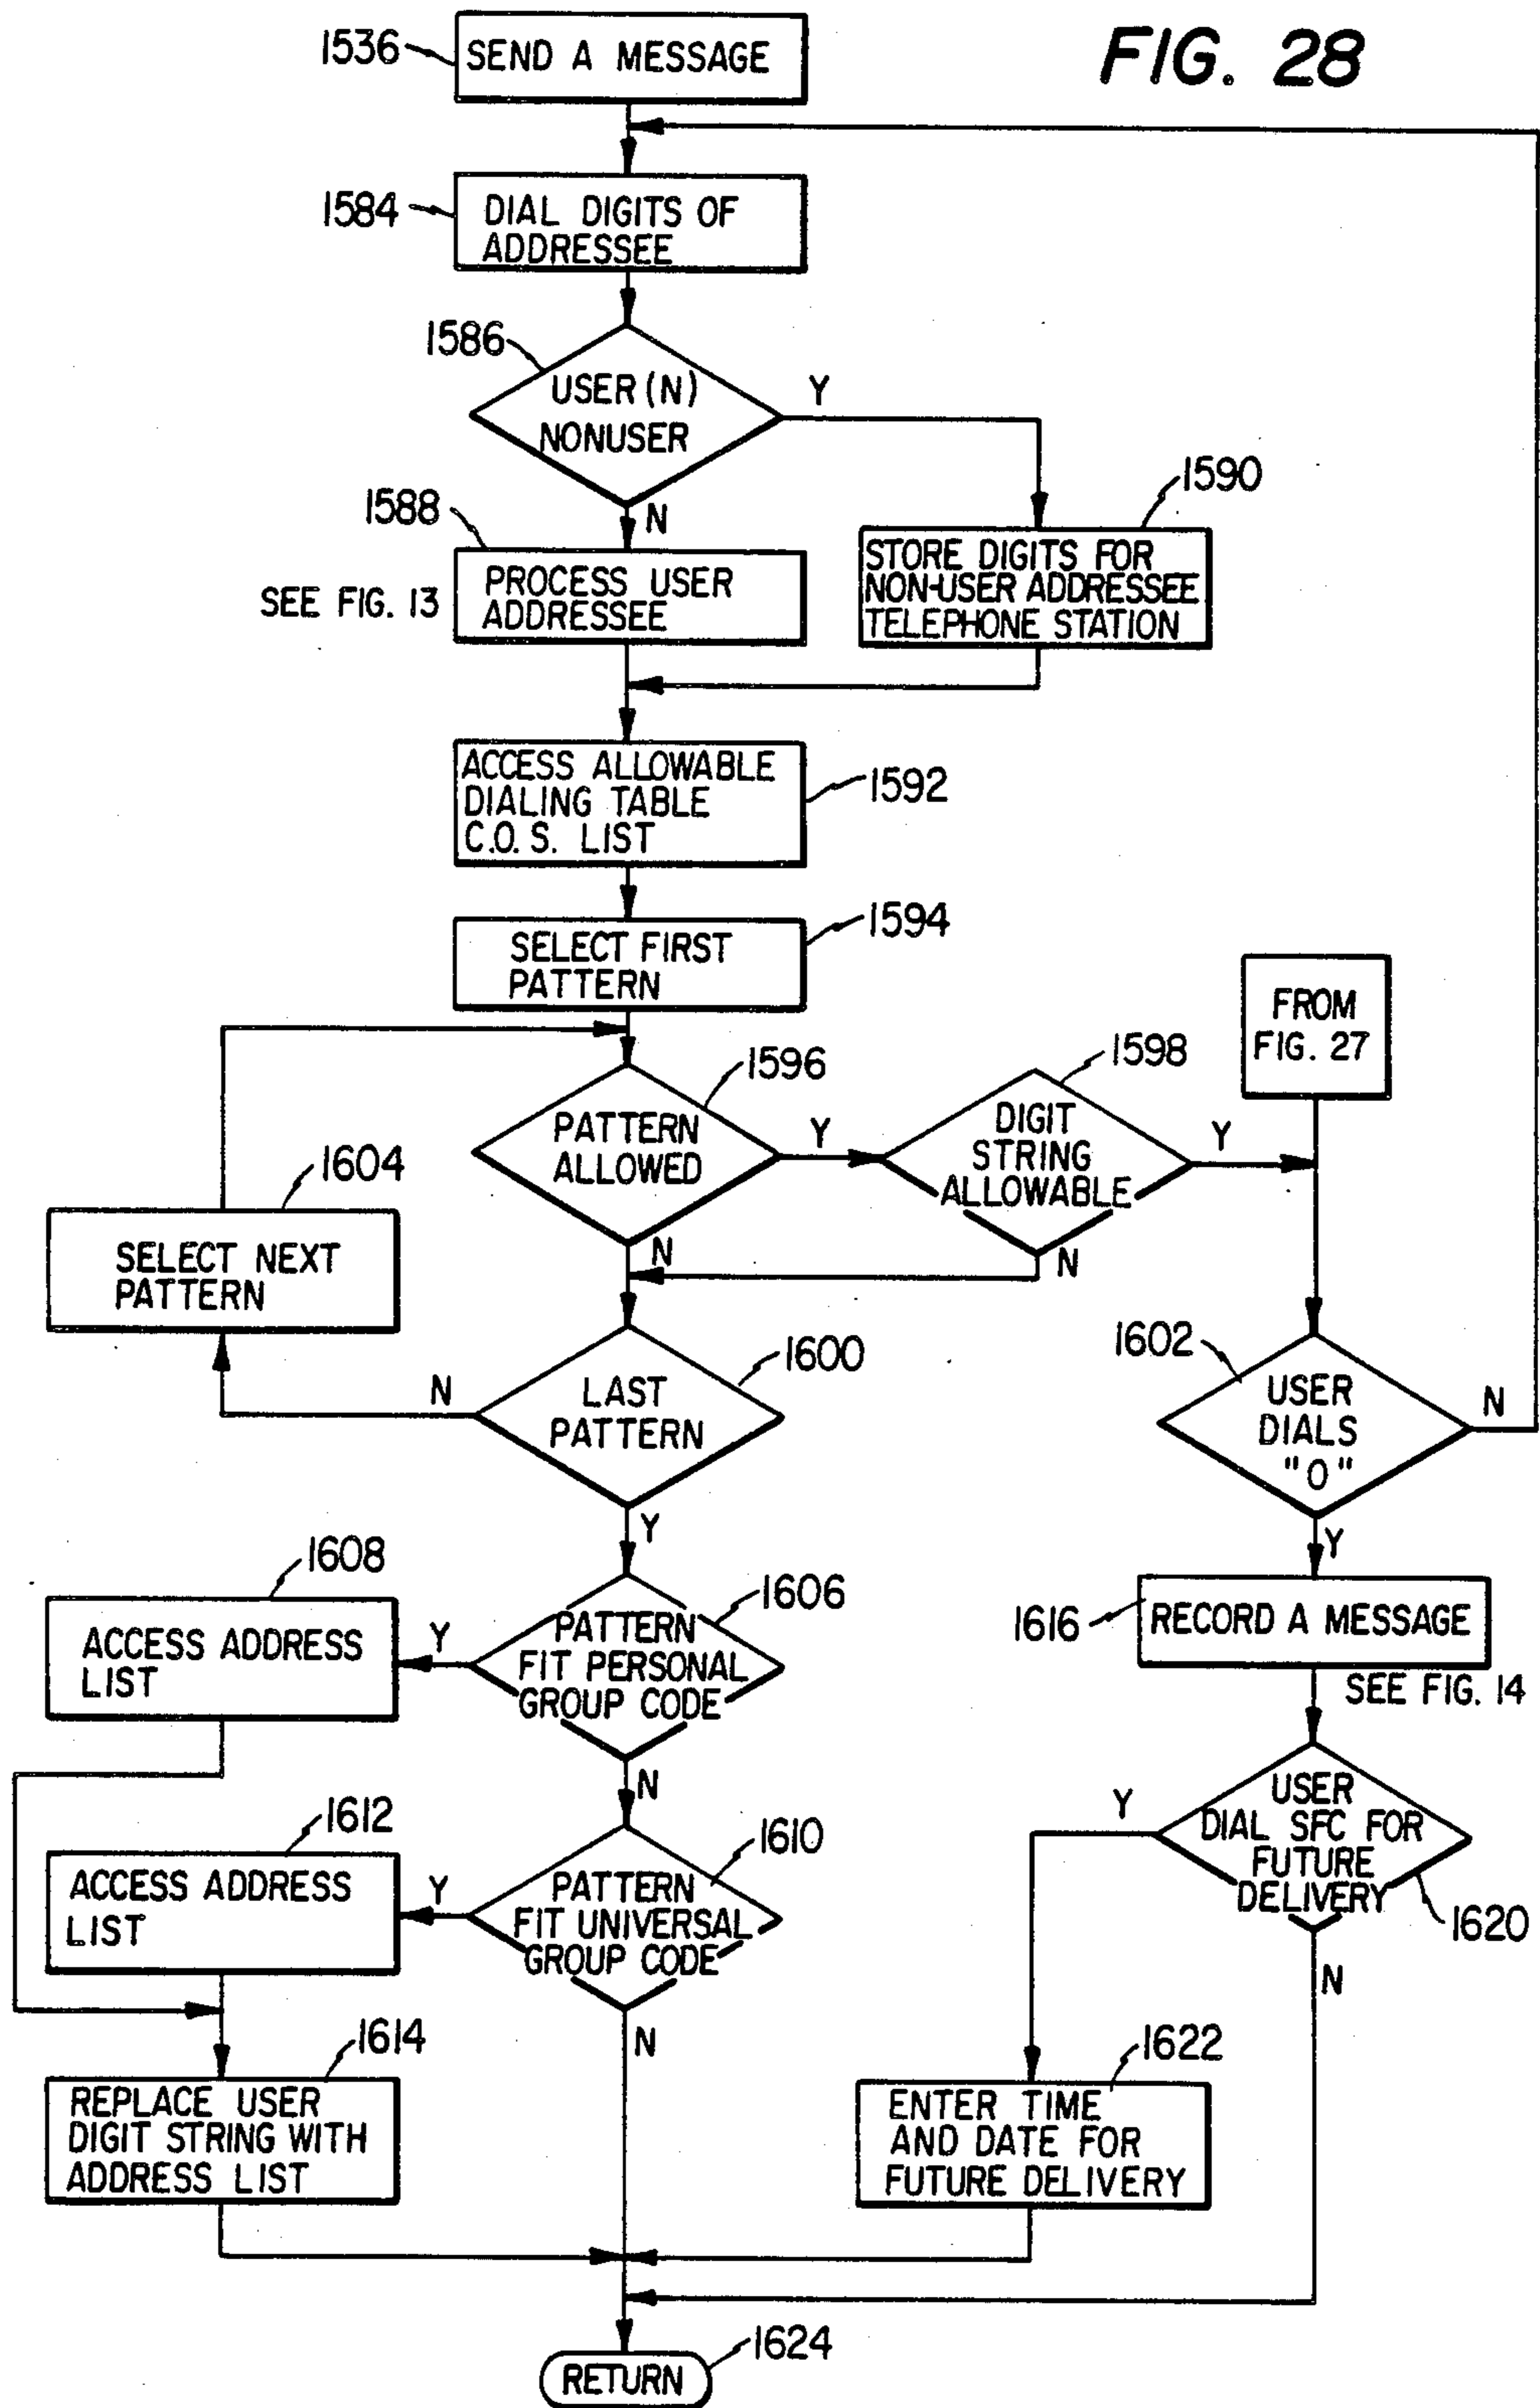 FIG. 28
1536
SEND A MESSAGE
1584
DIAL DIGITS OF
ADDRESSEE
1586
USER (N)
NONUSER
Y
N
1588
SEE FIG. 13
PROCESS USER
ADDRESSEE
1590
STORE DIGITS FOR
NON-USER ADDRESSEE
TELEPHONE STATION
ACCESS ALLOWABLE
DIALING TABLE
C.O.S. LIST
1592
SELECT FIRST
PATTERN
1594
FROM
FIG. 27
1596
PATTERN
ALLOWED
Y
N
1598
DIGIT
STRING
ALLOWABLE
Y
N
1604
SELECT NEXT
PATTERN
1600
LAST
PATTERN
N
Y
1602
USER
DIALS
"0"
N
Y
1608
ACCESS ADDRESS
LIST
1606
PATTERN
FIT PERSONAL
GROUP CODE
Y
N
1616
RECORD A MESSAGE
SEE FIG. 14
1612
ACCESS ADDRESS
LIST
1610
PATTERN
FIT UNIVERSAL
GROUP CODE
Y
N
USER
DIAL SFC FOR
FUTURE
DELIVERY
1620
Y
N
1614
REPLACE USER
DIGIT STRING WITH
ADDRESS LIST
1622
ENTER TIME
AND DATE FOR
FUTURE DELIVERY
RETURN
1624